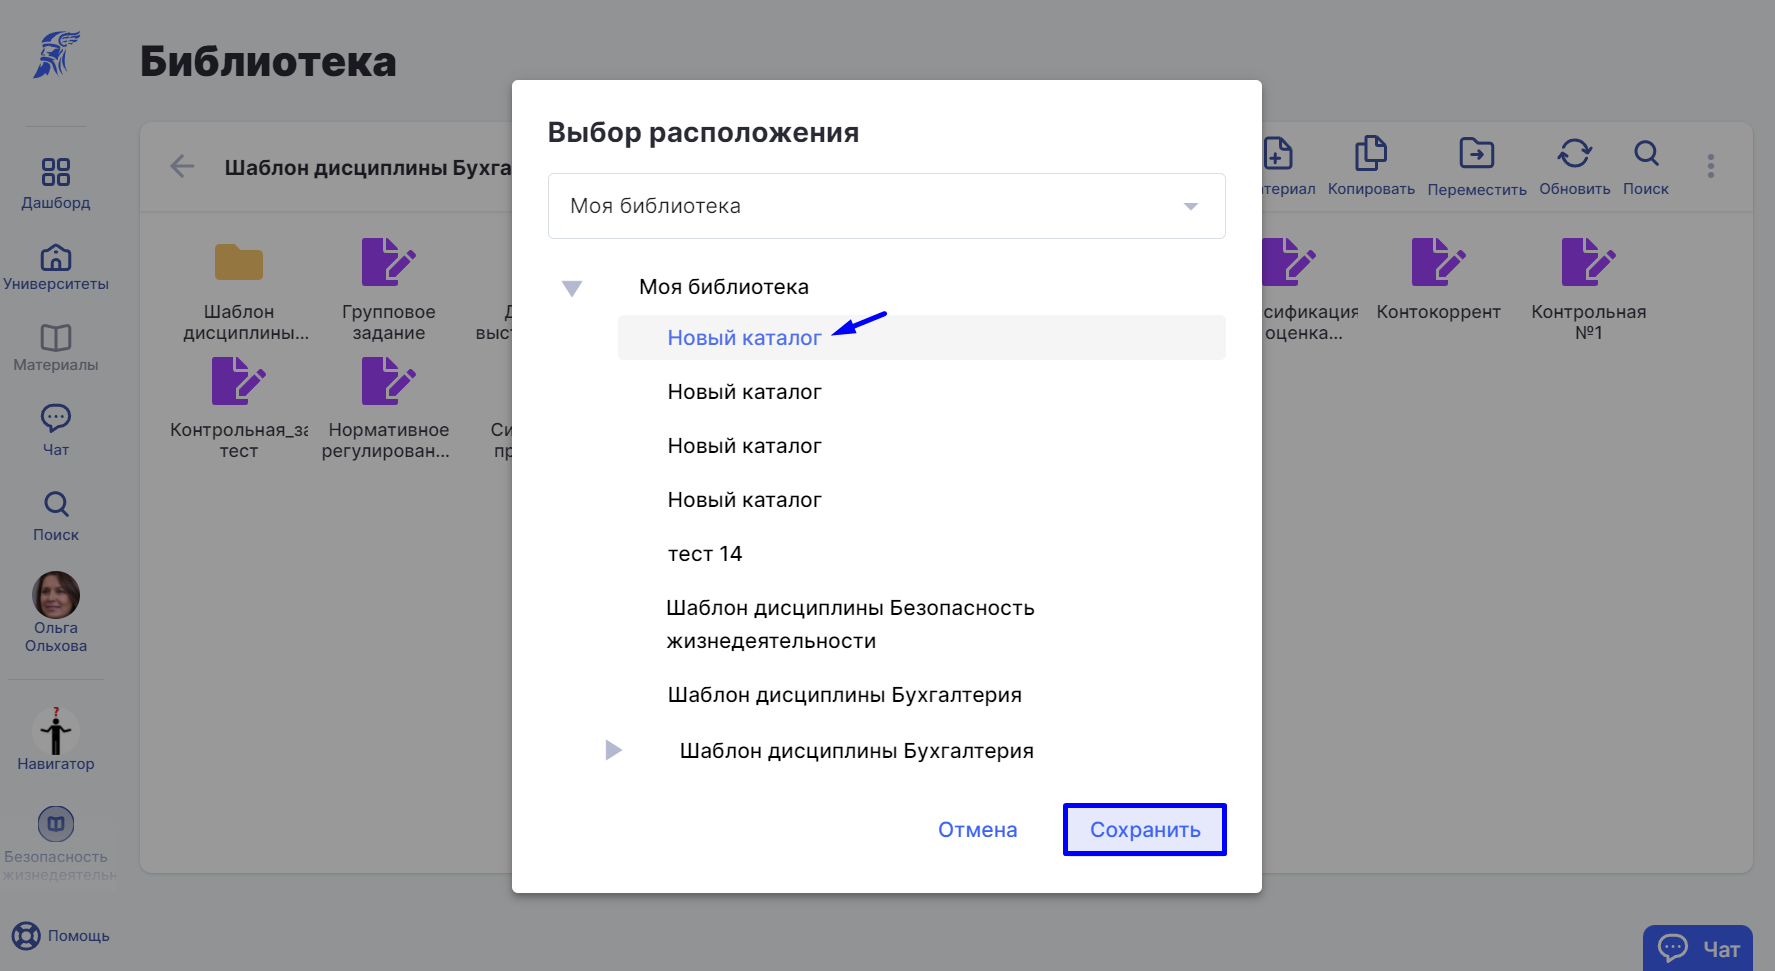 Библиотека
Дашборд
Университеты
Материалы
Чат
Поиск
Ольга
Ольхова
?
Навигатор
Безопасность
жизнедеятельн
Помощь
Шаблон дисциплины Бухга
териал
Копировать
Переместить
Обновить
Поиск
Шаблон
дисциплины...
Групповое
задание
выст
сификация
оценка...
Контокоррент
Контрольная
№1
Контрольная_за
тест
Нормативное
регулирован...
Си
пр
Выбор расположения
Моя библиотека
Моя библиотека
Новый каталог
Новый каталог
Новый каталог
Новый каталог
тест 14
Шаблон дисциплины Безопасность
жизнедеятельности
Шаблон дисциплины Бухгалтерия
Шаблон дисциплины Бухгалтерия
Отмена
Сохранить
Чат